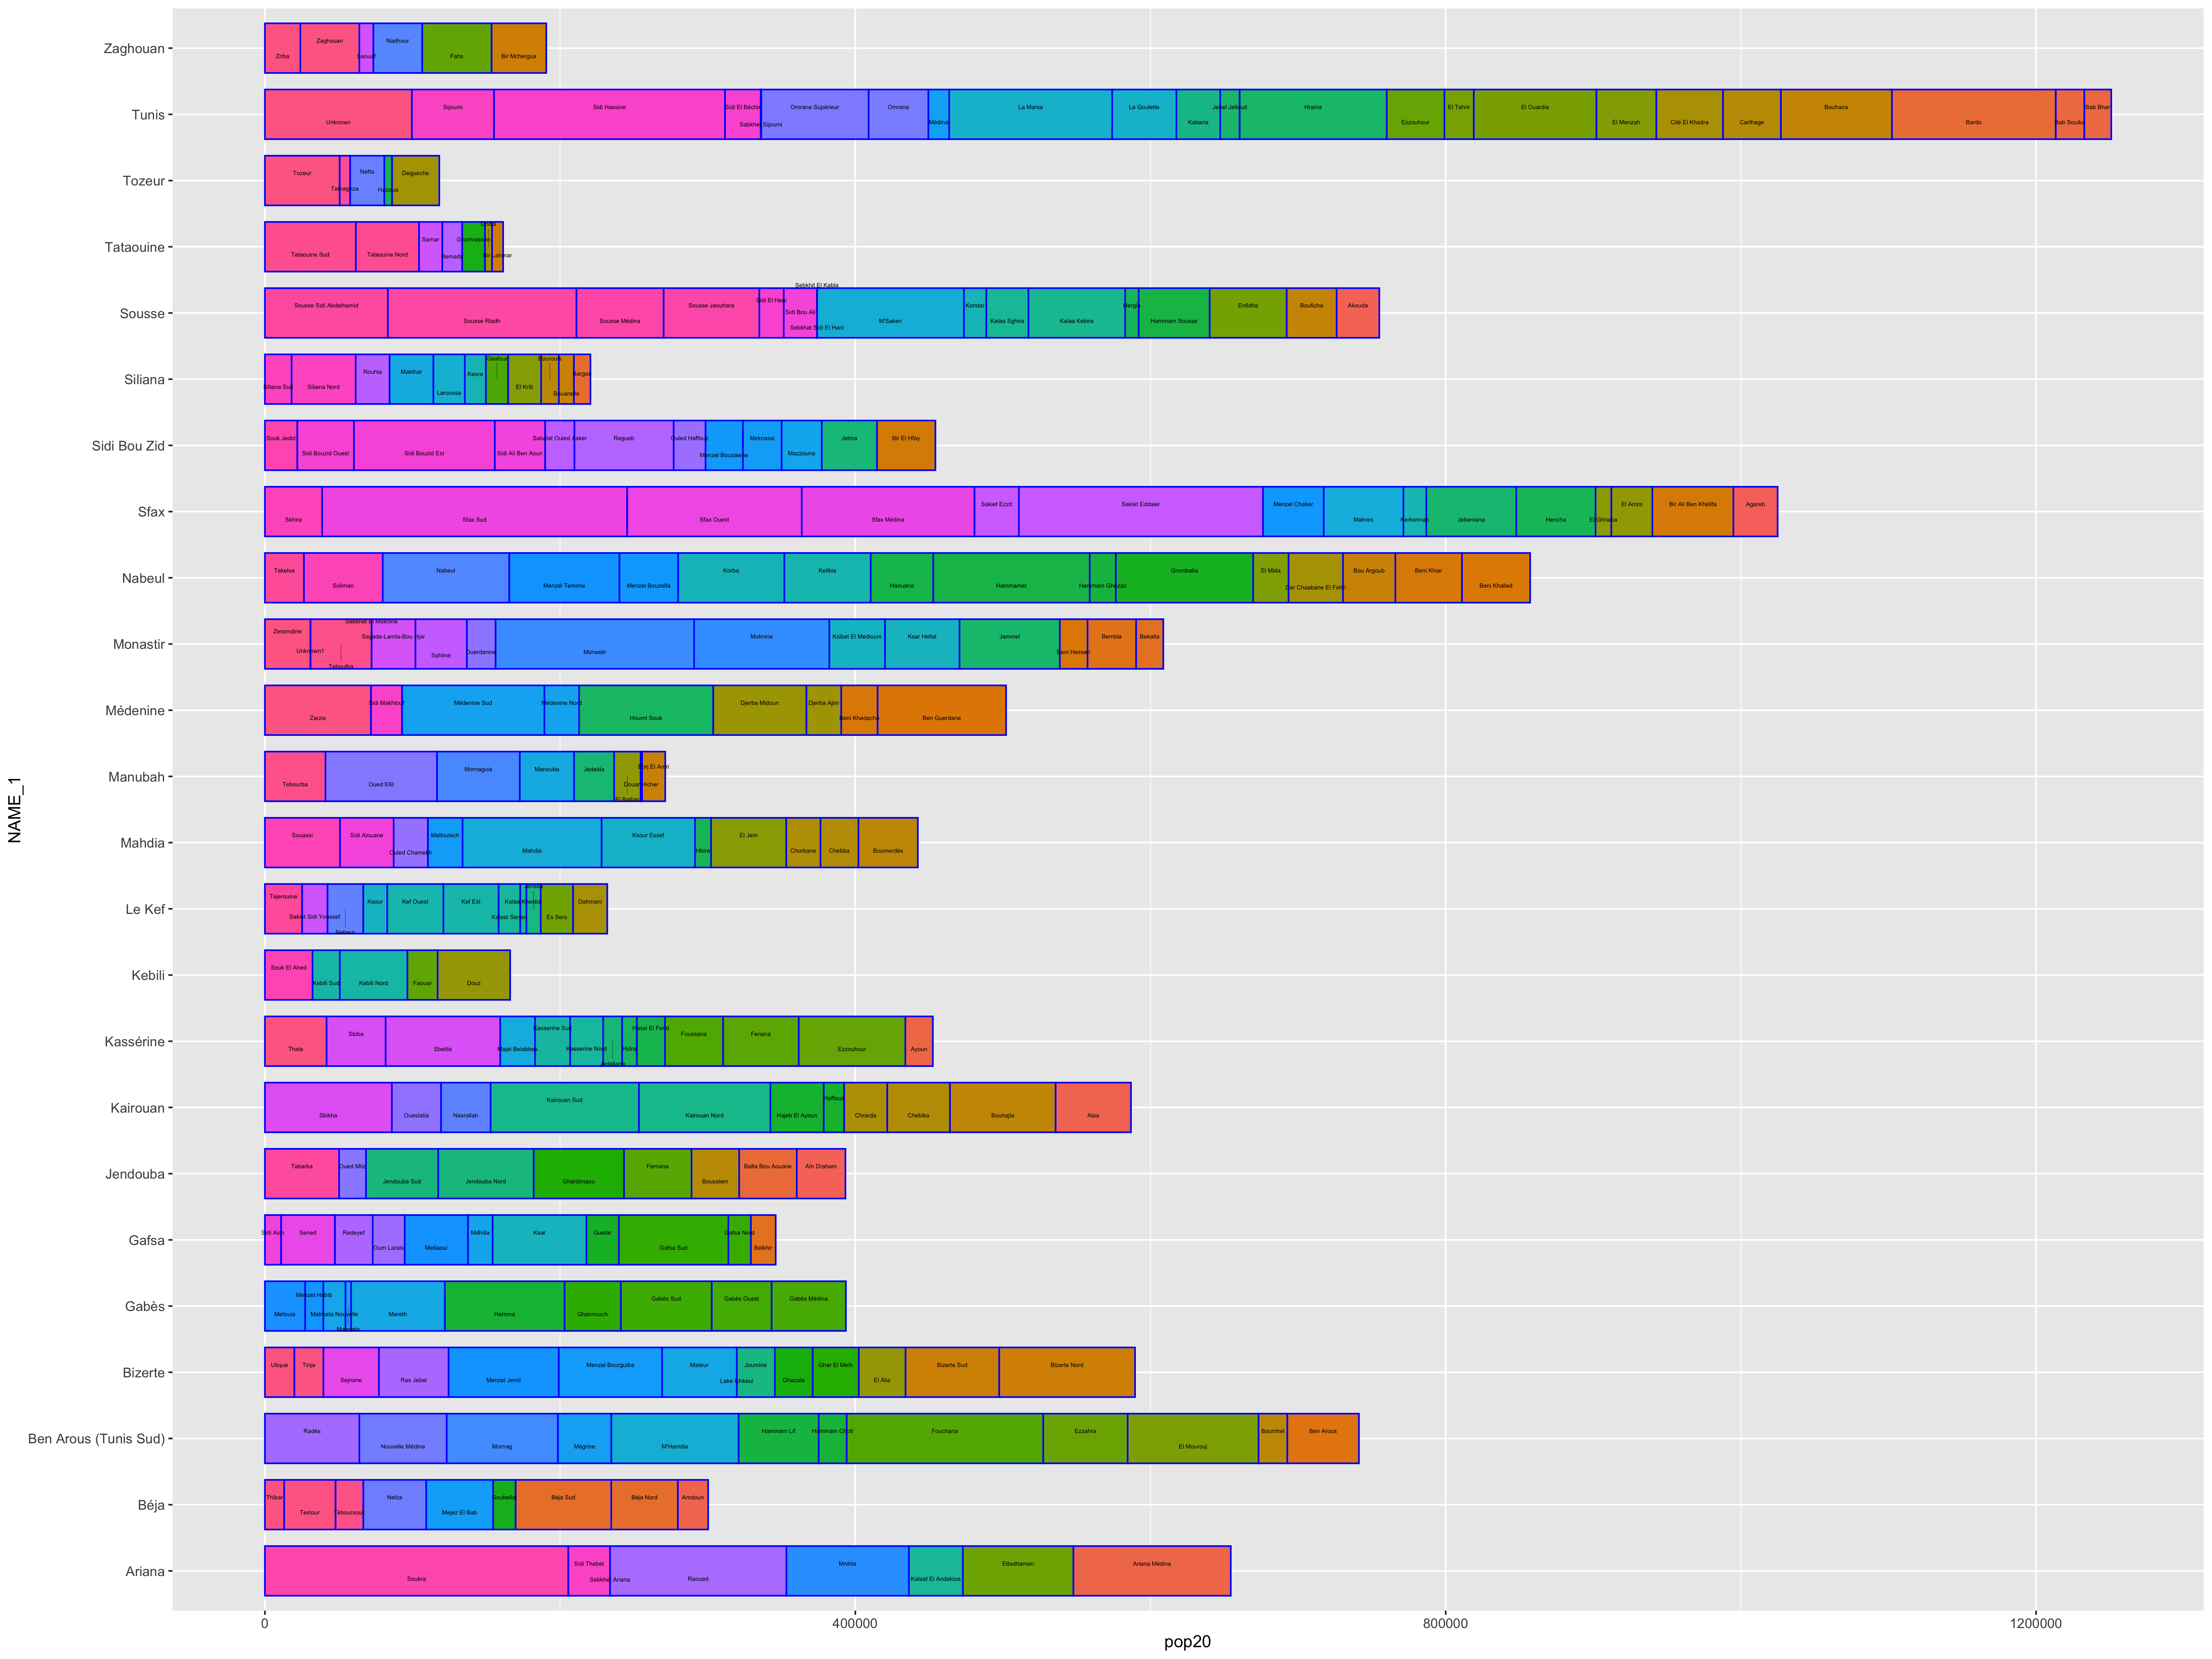 Zaghouan
Zriba
Zaghouan
Saouaf
Nadhour
Fahs
Bir Mchergua
Tunis
Unknown
Sijoumi
Sidi Hassine
Sidi El Béchir
Sabkhet Sijoumi
Omrane Supérieur
Omrane
Médina
La Marsa
La Goulette
Kabaria
Jebel Jelloud
Hrairia
Ezzouhour
El Tahrir
El Ouardia
El Menzah
Cité El Khadra
Carthage
Bouhaire
Bardo
Bab Souika
Bab Bhar
Tozeur
Tozeur
Tamaghza
Nefta
Hazoua
Degueche
Tataouine
Tataouine Sud
Tataouine Nord
Samar
Remada
Ghomrassen
Bir Lahmar
Sousse
Sousse Sidi Abdelhamid
Sousse Riadh
Sousse Médina
Sousse Jaouhara
Sidi El Heni
Sidi Bou Ali
Sebkhit El Kabla
Sebkhat Sidi El Hani
M'Saken
Kondar
Kalaa Sghira
Kalaa Kebira
Hergla
Hammam Sousse
Enfidha
Bouficha
Akouda
Siliana
Siliana Sud
Siliana Nord
Rouhia
Makthar
Laroussa
Kesra
Gaafour
El Krib
Bourouis
Bouarada
Bargou
Sidi Bou Zid
Souk Jedid
Sidi Bouzid Ouest
Sidi Bouzid Est
Sidi Ali Ben Aoun
Sabalat Ouled Asker
Regueb
Ouled Haffouz
Menzel Bouzaiene
Meknassi
Mazzouna
Jelma
Bir El Hfay
Sfax
Skhira
Sfax Sud
Sfax Ouest
Sfax Médina
Sakiet Ezzit
Sakiet Eddaier
Menzel Chaker
Mahres
Kerkennah
Jebeniana
Hencha
El Ghraiba
El Amra
Bir Ali Ben Khélifa
Agareb
Nabeul
Takelsa
Soliman
Nabeul
Menzel Temime
Menzel Bouzelfa
Korba
Kelibia
Haouaria
Hammamet
Hammam Ghezaz
Grombalia
El Mida
Dar Chaabane El Fehri
Bou Argoub
Beni Khiar
Beni Khalled
Monastir
Zeramdine
Unknown1
Teboulba
Sebkhet El Moknine
Sayada-Lamta-Bou Hjar
Sahline
Ouerdanine
Monastir
Moknine
Ksibet El Mediouni
Ksar Hellal
Jammel
Beni Hassen
Bembla
Bekalta
Médenine
Zarzis
Sidi Makhlouf
Médenine Sud
Médenine Nord
Houmt Souk
Djerba Midoun
Djerba Ajim
Beni Khedache
Ben Guerdane
Manubah
Tebourba
Oued Ellil
Mornaguia
Manouba
Jedaida
El Battan
Douar Hicher
Borj El Amri
Mahdia
Souassi
Sidi Alouane
Ouled Chamekh
Melloulech
Mahdia
Ksour Essef
Hbira
El Jem
Chorbane
Chebba
Boumerdès
Le Kef
Tajerouine
Sakiet Sidi Youssef
Nebeur
Ksour
Kef Ouest
Kef Est
Kalaat Senan
Kalaa Khesba
Jerissa
Es Sers
Dahmani
Kebili
Souk El Ahed
Kebili Sud
Kebili Nord
Faouar
Douz
Kassérine
Thala
Sbiba
Sbeitla
Majel Belabbes
Kasserine Sud
Kasserine Nord
Jedeliane
Hidra
Hassi El Ferid
Foussana
Feriana
Ezzouhour
Ayoun
Kairouan
Sbikha
Oueslatia
Nasrallah
Kairouan Sud
Kairouan Nord
Hajeb El Ayoun
Haffouz
Chrarda
Chebika
Bouhajla
Alaa
Jendouba
Tabarka
Oued Mliz
Jendouba Sud
Jendouba Nord
Ghardimaou
Fernana
Bousalem
Balta Bou Aouane
Aïn Draham
Gafsa
Sidi Aich
Sened
Redeyef
Oum Larais
Metlaoui
Mdhilla
Ksar
Guetar
Gafsa Sud
Gafsa Nord
Belkhir
Gabès
Metouia
Menzel Habib
Matmata Nouvelle
Matmata
Mareth
Hamma
Ghannouch
Gabès Sud
Gabès Ouest
Gabès Médina
Bizerte
Utique
Tinja
Sejnane
Ras Jebel
Menzel Jemil
Menzel Bourguiba
Mateur
Lake Ichkeul
Joumine
Ghazala
Ghar El Melh
El Alia
Bizerte Sud
Bizerte Nord
Ben Arous (Tunis Sud)
Radès
Nouvelle Médina
Mornag
Mégrine
M'Hamdia
Hammam Lif
Hammam Chott
Fouchana
Ezzahra
El Mourouj
Boumhel
Ben Arous
Béja
Thibar
Testour
Téboursouk
Nefza
Mejez El Bab
Goubellat
Béja Sud
Béja Nord
Amdoun
Ariana
Soukra
Sidi Thabet
Sebkhet Ariana
Raoued
Mnihla
Kalaat El Andalous
Ettadhamen
Ariana Médina
NAME_1
0
400000
800000
1200000
pop20